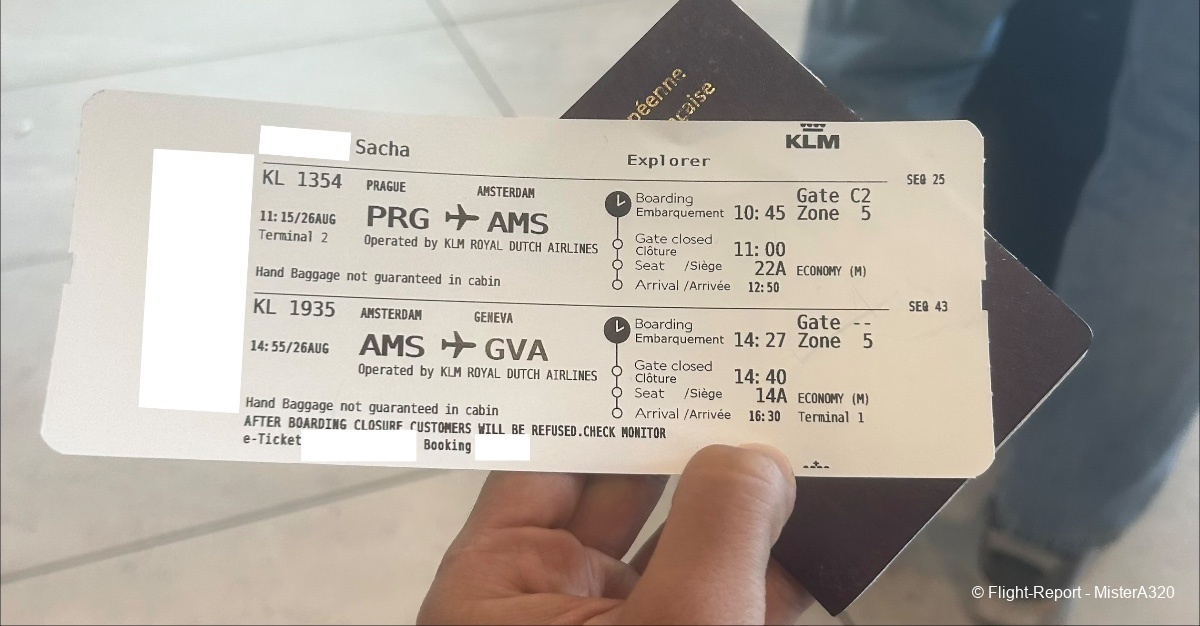 péenne
çaise
KLM
Sacha
Explorer
SEQ 25
KL 1354 PRAGUE AMSTERDAM
11:15/26AUG PRG AMS
Terminal 2 Operated by KLM ROYAL DUTCH AIRLINES
Hand Baggage not guaranteed in cabin
Boarding Gate C2
Embarquement 10:45 Zone 5
Gate closed
Clôture 11:00
Seat /Siège 22A ECONOMY (M)
Arrival /Arrivée 12:50
SEQ 43
KL 1935 AMSTERDAM GENEVA
14:55/26AUG AMS GVA
Operated by KLM ROYAL DUTCH AIRLINES
Boarding Gate --
Embarquement 14:27 Zone 5
Gate closed
Clôture 14:40
Seat /Siège 14A ECONOMY (M)
Arrival /Arrivée 16:30 Terminal 1
Hand Baggage not guaranteed in cabin
AFTER BOARDING CLOSURE CUSTOMERS WILL BE REFUSED.CHECK MONITOR
e-Ticket Booking
© Flight-Report - MisterA320